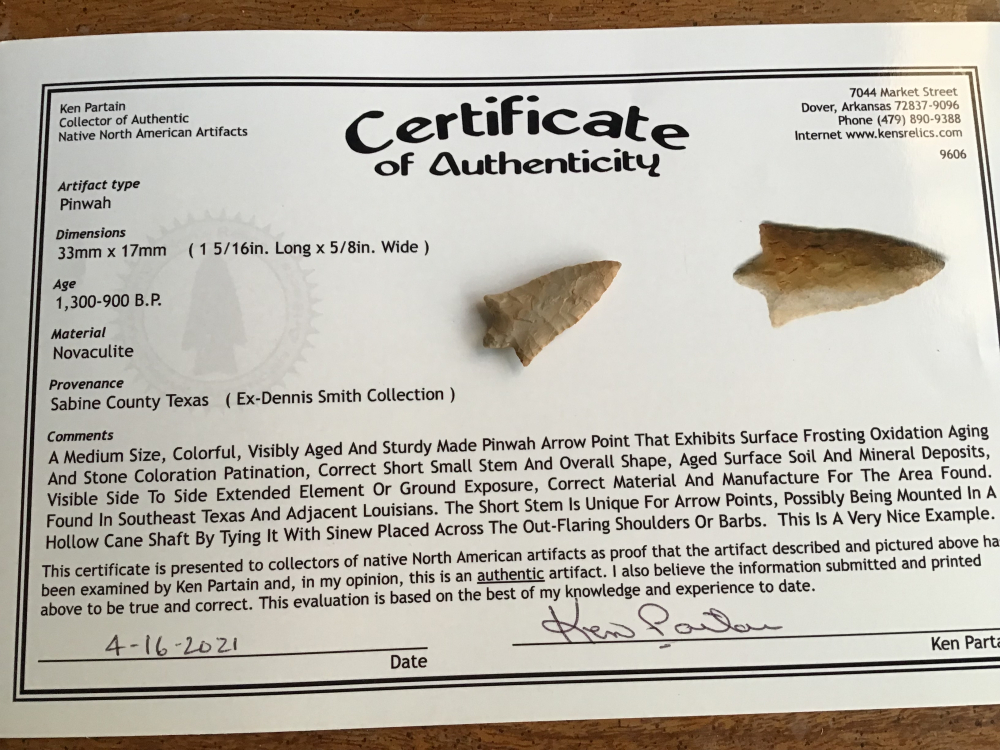 Ken Partain
Collector of Authentic
Native North American Artifacts
Certificate
of Authenticity
7044 Market Street
Dover, Arkansas 72837-9096
Phone (479) 890-9388
Internet www.kensrelics.com
9606
Artifact type
Pinwah
Dimensions
33mm x 17mm ( 1 5/16in. Long x 5/8in. Wide )
Age
1,300-900 B.P.
Material
Novaculite
Provenance
Sabine County Texas ( Ex-Dennis Smith Collection )
Comments
A Medium Size, Colorful, Visibly Aged And Sturdy Made Pinwah Arrow Point That Exhibits Surface Frosting Oxidation Aging
And Stone Coloration Patination, Correct Short Small Stem And Overall Shape, Aged Surface Soil And Mineral Deposits,
Visible Side To Side Extended Element Or Ground Exposure, Correct Material And Manufacture For The Area Found.
Found In Southeast Texas And Adjacent Louisians. The Short Stem Is Unique For Arrow Points, Possibly Being Mounted In A
Hollow Cane Shaft By Tying It With Sinew Placed Across The Out-Flaring Shoulders Or Barbs. This Is A Very Nice Example.
This certificate is presented to collectors of native North American artifacts as proof that the artifact described and pictured above ha
been examined by Ken Partain and, in my opinion, this is an authentic artifact. I also believe the information submitted and printed
above to be true and correct. This evaluation is based on the best of my knowledge and experience to date.
4-16-2021
Ken Partain
Date
Ken Parta